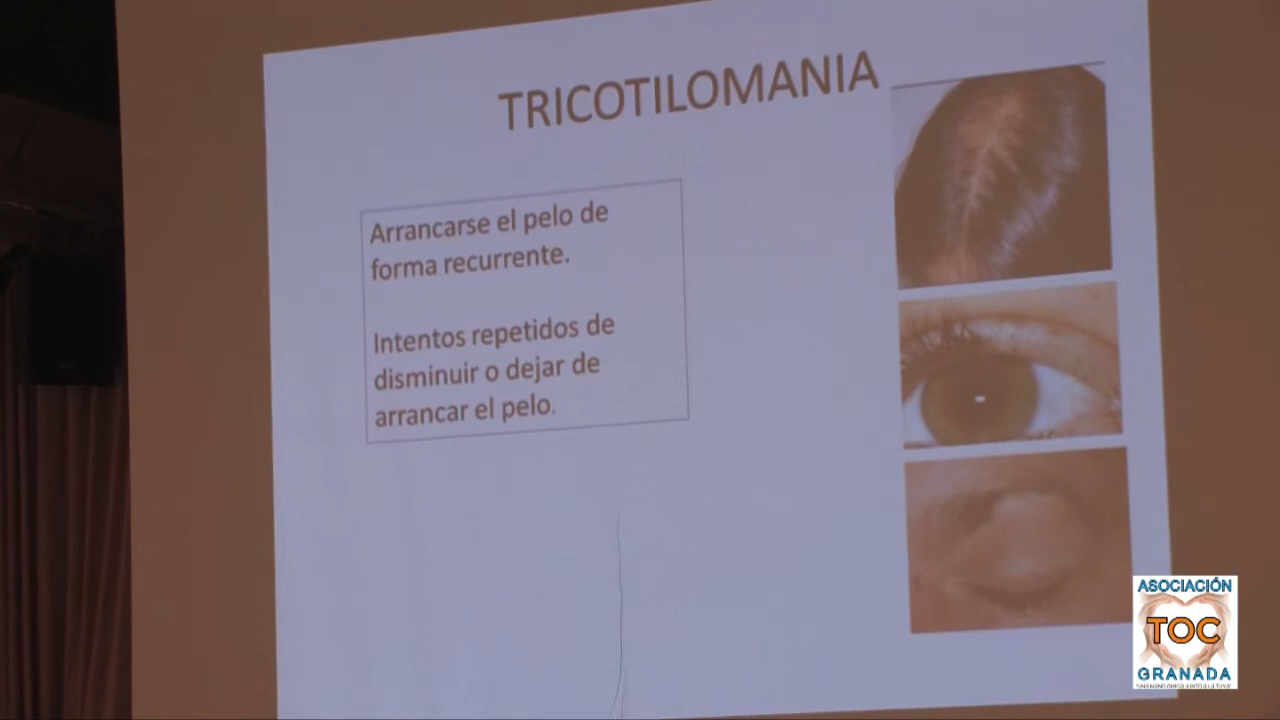 TRICOTILOMANIA
Arrancarse el pelo de
forma recurrente.
Intentos repetidos de
disminuir o dejar de
arrancar el pelo.
ASOCIACIÓN
TOC
GRANADA